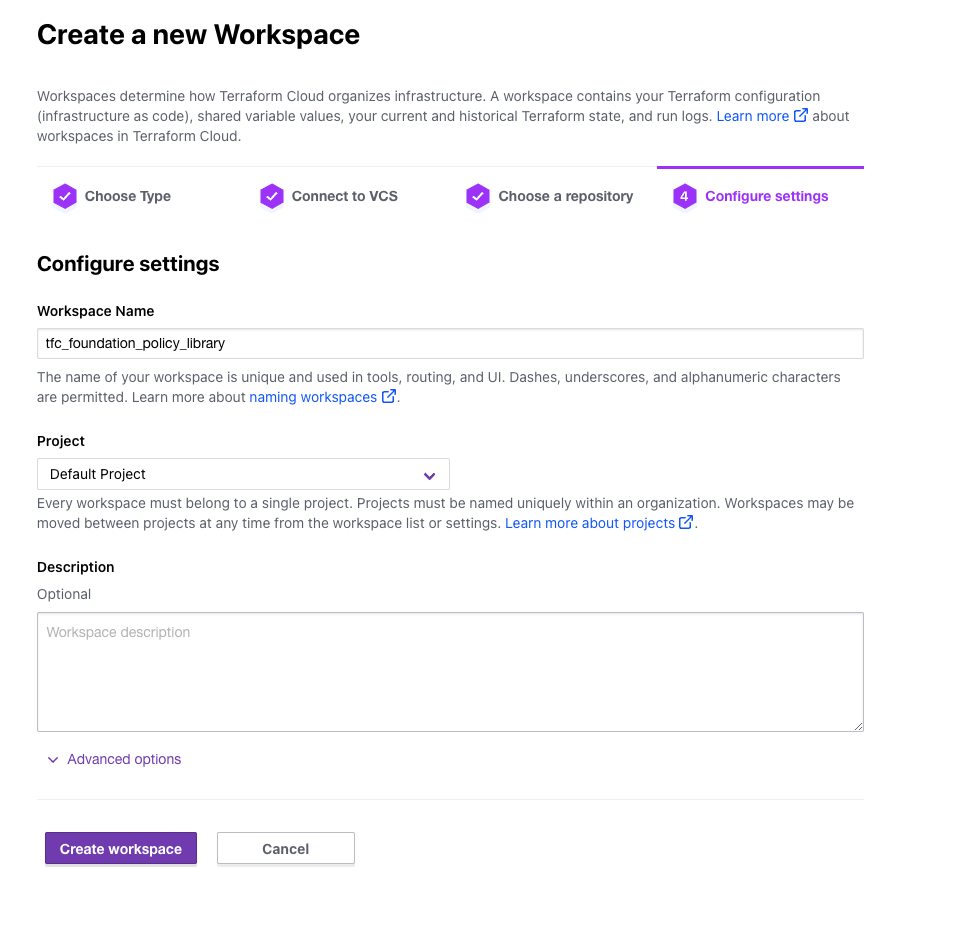 Create a new Workspace
Workspaces determine how Terraform Cloud organizes infrastructure. A workspace contains your Terraform configuration
(infrastructure as code), shared variable values, your current and historical Terraform state, and run logs. Learn more about
workspaces in Terraform Cloud.
Choose Type
Connect to VCS
Choose a repository
4 Configure settings
Configure settings
Workspace Name
tfc_foundation_policy_library
The name of your workspace is unique and used in tools, routing, and UI. Dashes, underscores, and alphanumeric characters
are permitted. Learn more about naming workspaces.
Project
Default Project
Every workspace must belong to a single project. Projects must be named uniquely within an organization. Workspaces may be
moved between projects at any time from the workspace list or settings. Learn more about projects.
Description
Optional
Workspace description
Advanced options
Create workspace
Cancel